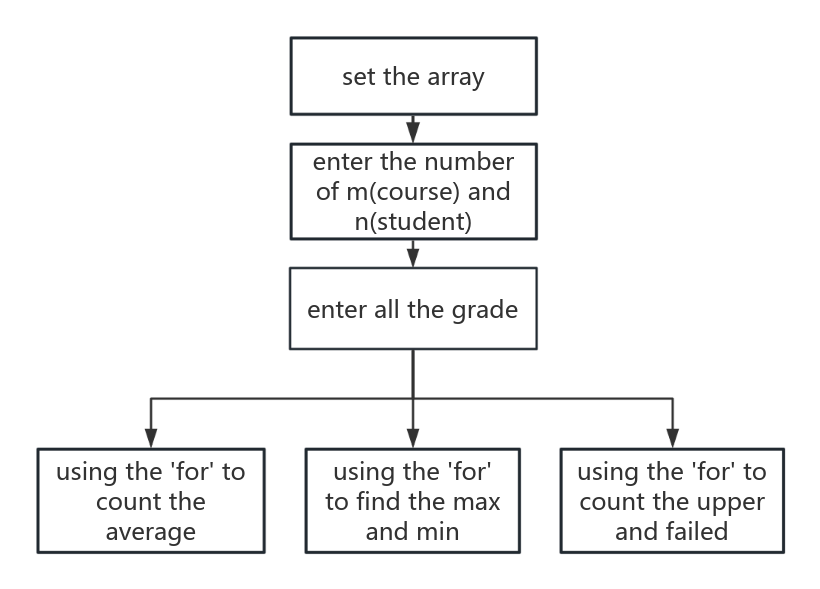 set the array
enter the number
of m(course) and
n(student)
enter all the grade
using the 'for' to
count the
average
using the 'for'
to find the max
and min
using the 'for' to
count the upper
and failed